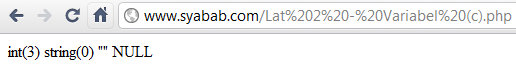 www.syabab.com/Lat%202%20-%20Variabel%20(c).php
int(3) string(0) "" NULL